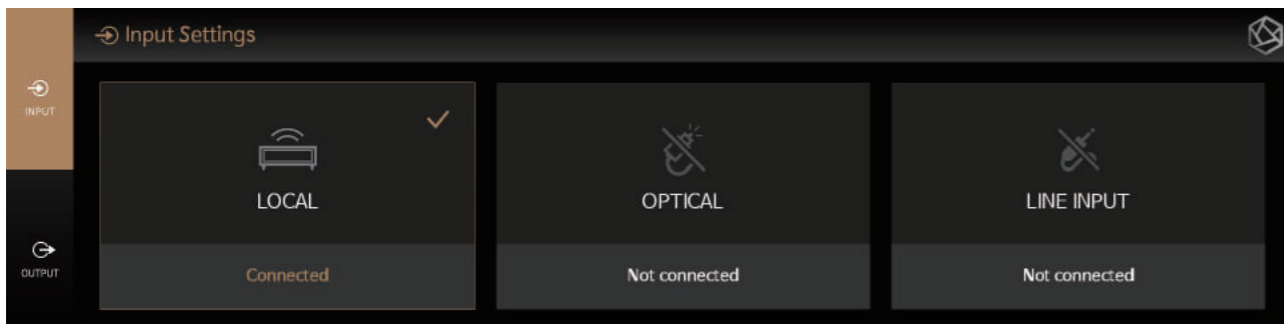 Input Settings
INPUT
OUTPUT
LOCAL
Connected
OPTICAL
Not connected
LINE INPUT
Not connected